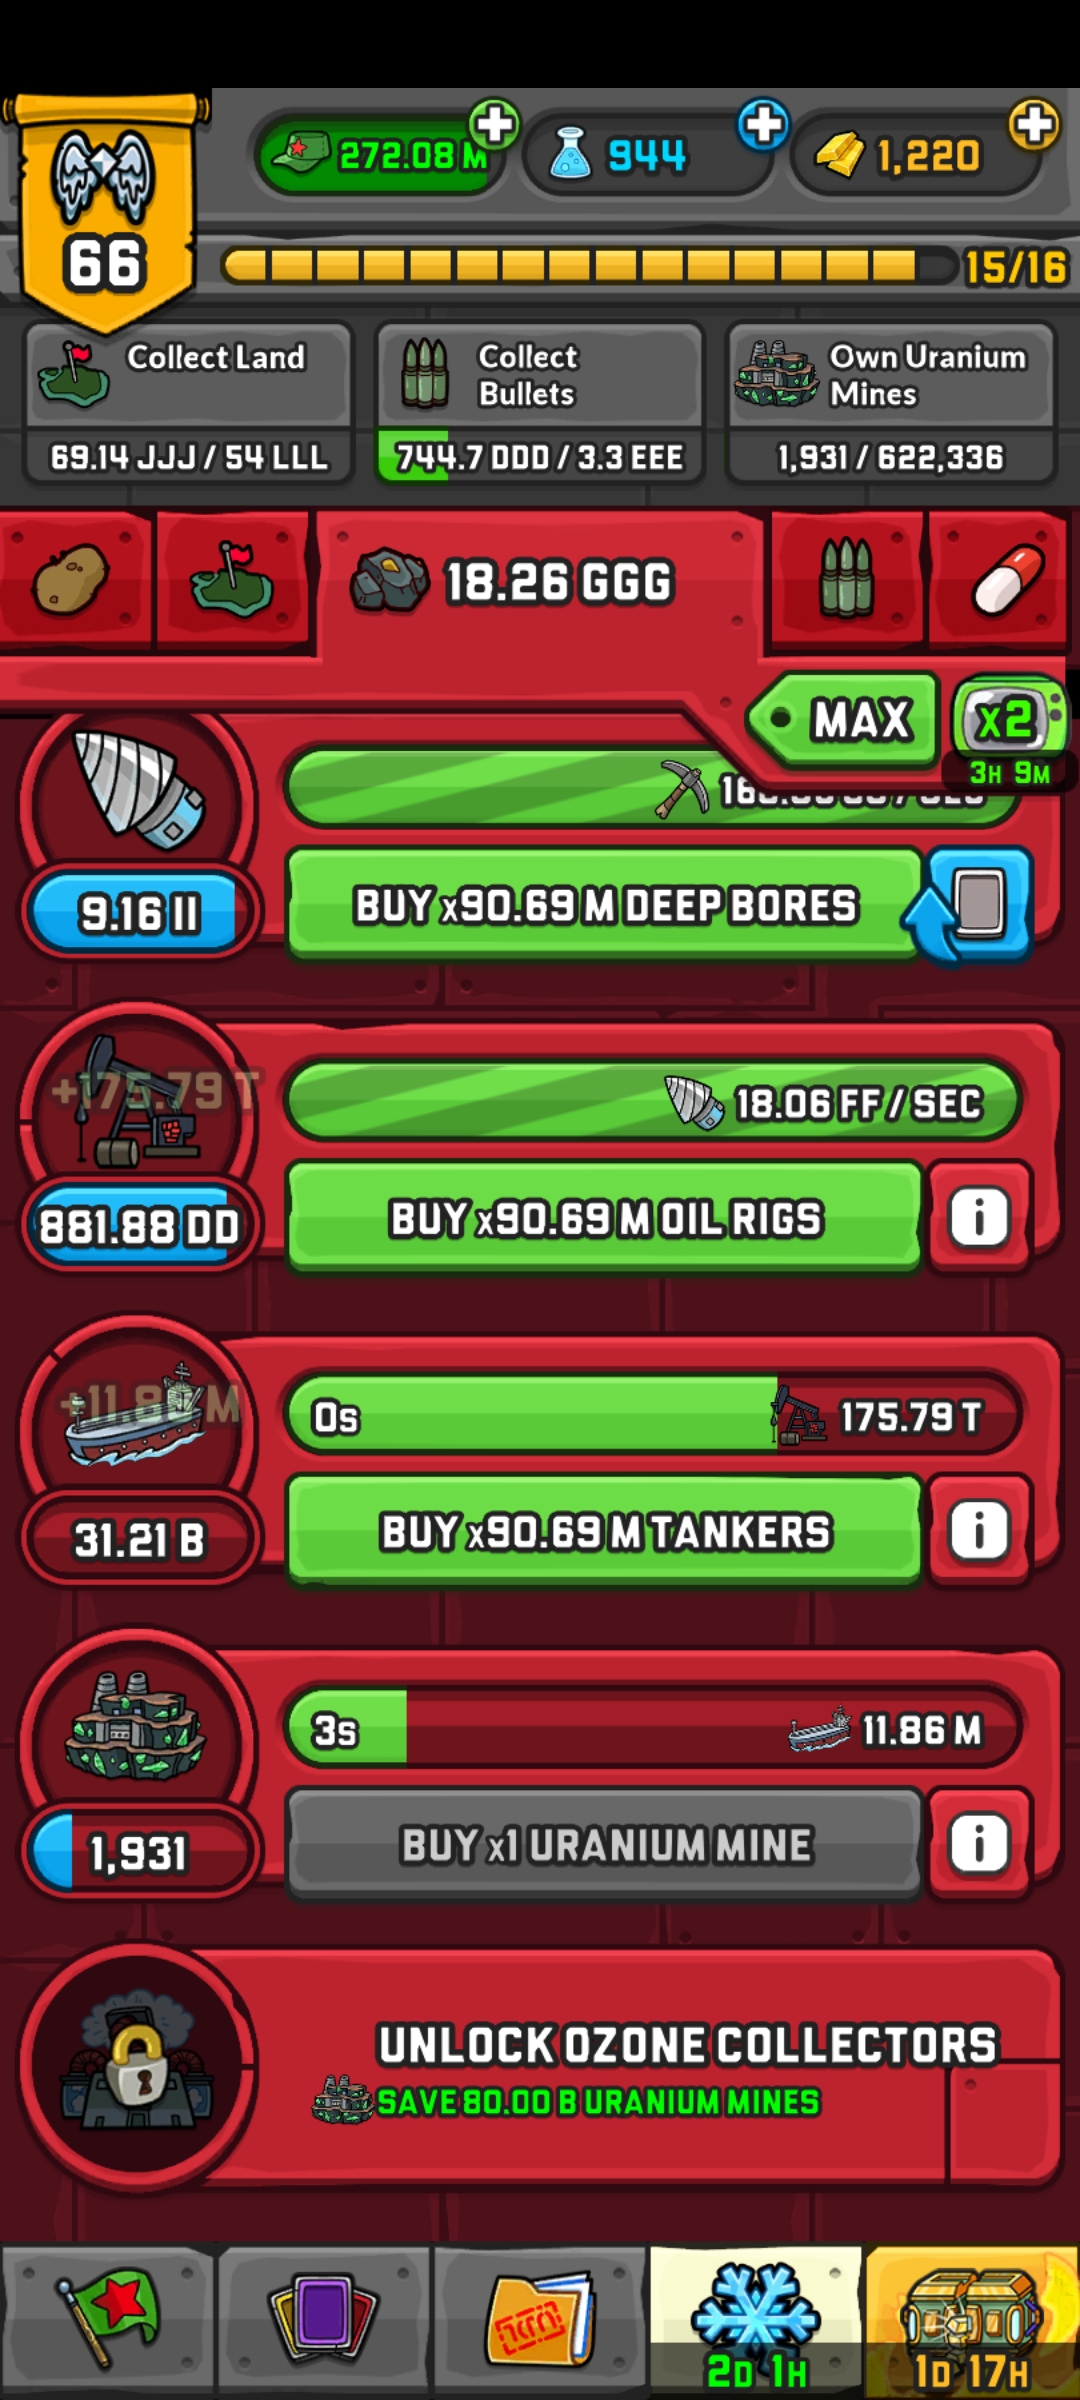 66
272.08 M
944
1,220
15/16
Collect Land
69.14 JJJ / 54 LLL
Collect
Bullets
744.7 DDD / 3.3 EEE
Own Uranium
Mines
1,931 / 622,336
18.26 GGG
MAX
X2
3H 9M
9.16 II
BUY x90.69 M DEEP BORES
+175.79 T
18.06 FF / SEC
881.88 DD
BUY x90.69 M OIL RIGS
i
0s
175.79 T
31.21 B
BUY x90.69 M TANKERS
i
3s
11.86 M
1,931
BUY x1 URANIUM MINE
i
UNLOCK OZONE COLLECTORS
SAVE 80.00 B URANIUM MINES
2D 1H
1D 17H